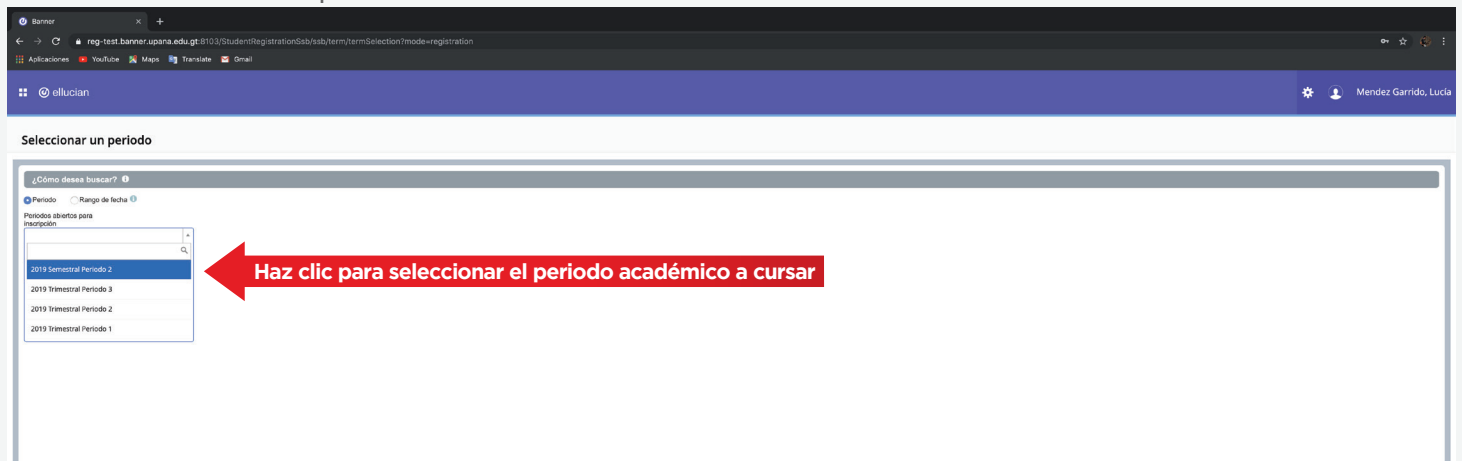 Banner
reg-test.banner.upana.edu.gt:8103/StudentRegistrationSsb/ssb/term/termSelection?mode=registration
Aplicaciones YouTube Maps Translate Gmail
ellucian Mendez Garrido, Lucía
Seleccionar un periodo
¿Cómo desea buscar?
Periodo Rango de fecha
Periodos abiertos para
inscripción
2019 Semestral Periodo 2
Haz clic para seleccionar el periodo académico a cursar
2019 Trimestral Periodo 3
2019 Trimestral Periodo 2
2019 Trimestral Periodo 1